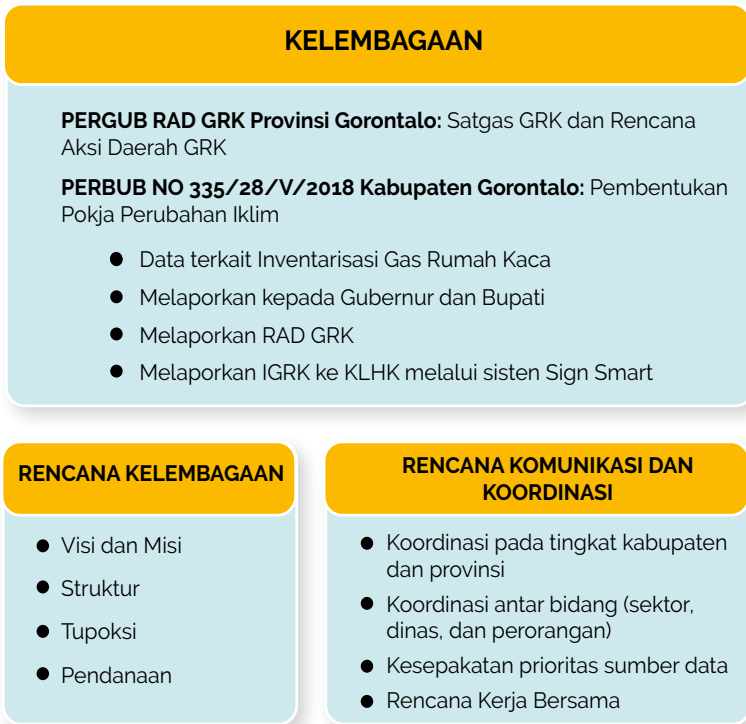 KELEMBAGAAN
PERGUB RAD GRK Provinsi Gorontalo: Satgas GRK dan Rencana
Aksi Daerah GRK
PERBUB NO 335/28/V/2018 Kabupaten Gorontalo: Pembentukan
Pokja Perubahan Iklim
● Data terkait Inventarisasi Gas Rumah Kaca
● Melaporkan kepada Gubernur dan Bupati
● Melaporkan RAD GRK
● Melaporkan IGRK ke KLHK melalui sisten Sign Smart
RENCANA KELEMBAGAAN
● Visi dan Misi
● Struktur
● Tupoksi
● Pendanaan
RENCANA KOMUNIKASI DAN
KOORDINASI
● Koordinasi pada tingkat kabupaten
dan provinsi
● Koordinasi antar bidang (sektor,
dinas, dan perorangan)
● Kesepakatan prioritas sumber data
● Rencana Kerja Bersama